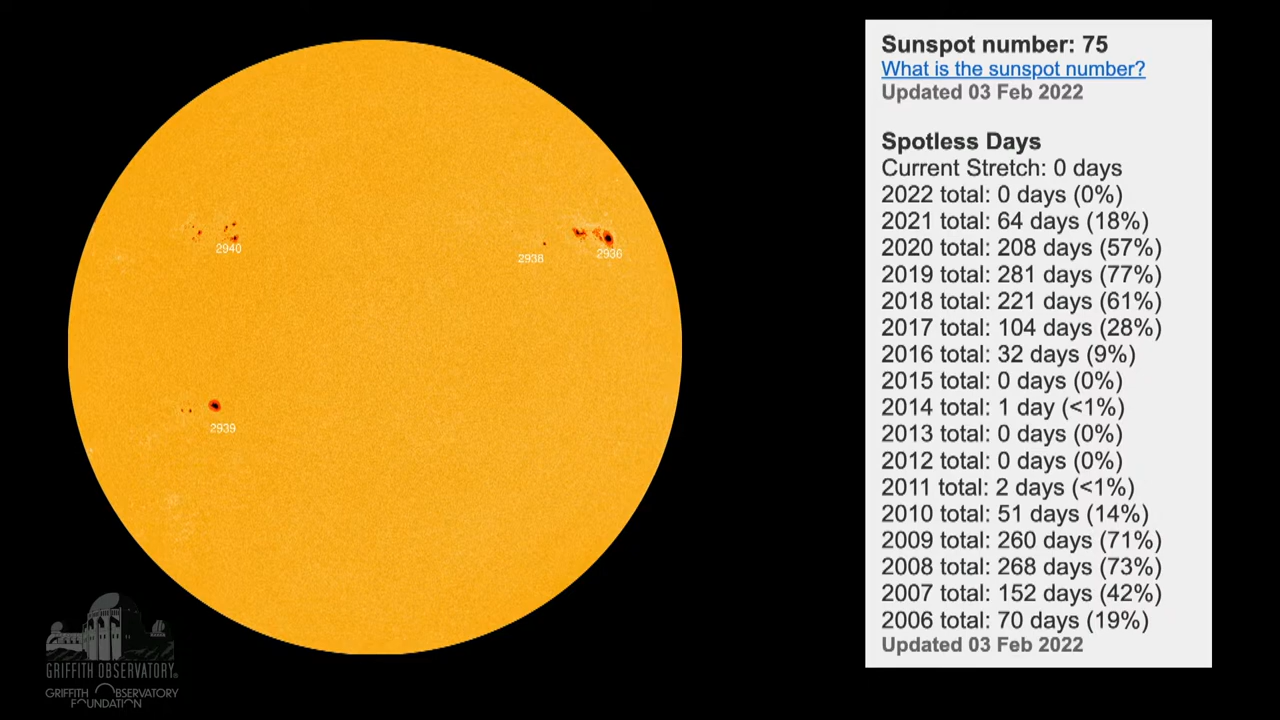 Sunspot number: 75
What is the sunspot number?
Updated 03 Feb 2022
Spotless Days
Current Stretch: 0 days
2022 total: 0 days (0%)
2021 total: 64 days (18%)
2020 total: 208 days (57%)
2019 total: 281 days (77%)
2018 total: 221 days (61%)
2017 total: 104 days (28%)
2016 total: 32 days (9%)
2015 total: 0 days (0%)
2014 total: 1 day (<1%)
2013 total: 0 days (0%)
2012 total: 0 days (0%)
2011 total: 2 days (<1%)
2010 total: 51 days (14%)
2009 total: 260 days (71%)
2008 total: 268 days (73%)
2007 total: 152 days (42%)
2006 total: 70 days (19%)
Updated 03 Feb 2022
2940
2938
2936
2939
GRIFFITH OBSERVATORY
GRIFFITH OBSERVATORY
FOUNDATION